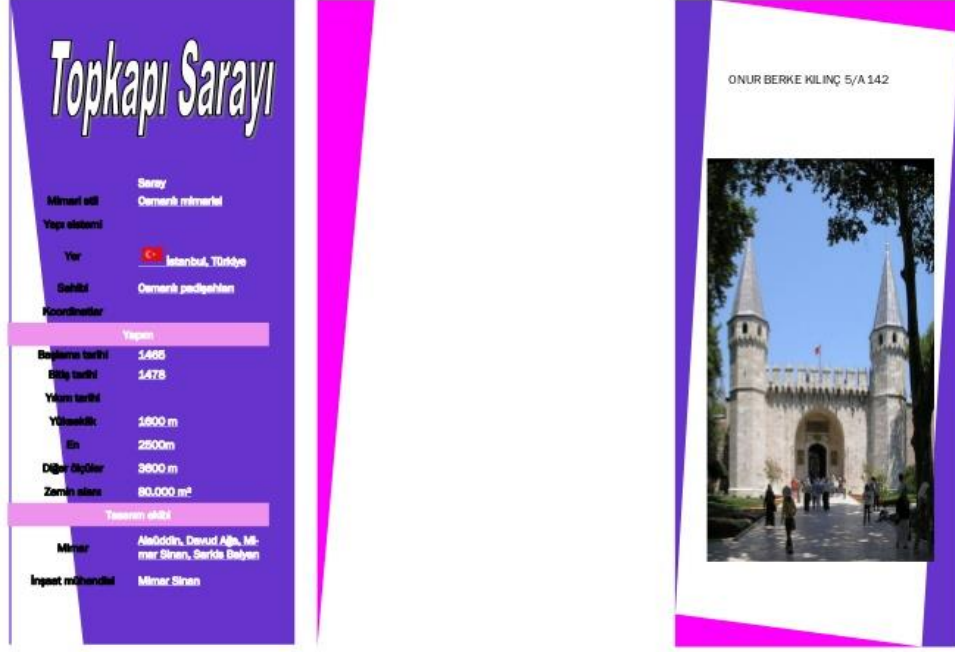 Topkapı Sarayı
Saray
Mimari stil Osmanlı mimarisi
Yapı sistemi
Yer İstanbul, Türkiye
Sahibi Osmanlı padişahları
Koordinatlar
Yapım
Başlama tarihi 1465
Bitiş tarihi 1478
Yıkım tarihi
Yükseklik 1600 m
En 2500m
Diğer ölçüler 3600 m
Zemin alanı 80.000 m²
Tasarım ekibi
Mimar Alaüddin, Davud Ağa, Mi-
mar Sinan, Sarkis Balyan
İnşaat mühendisi Mimar Sinan
ONUR BERKE KILINÇ 5/A 142